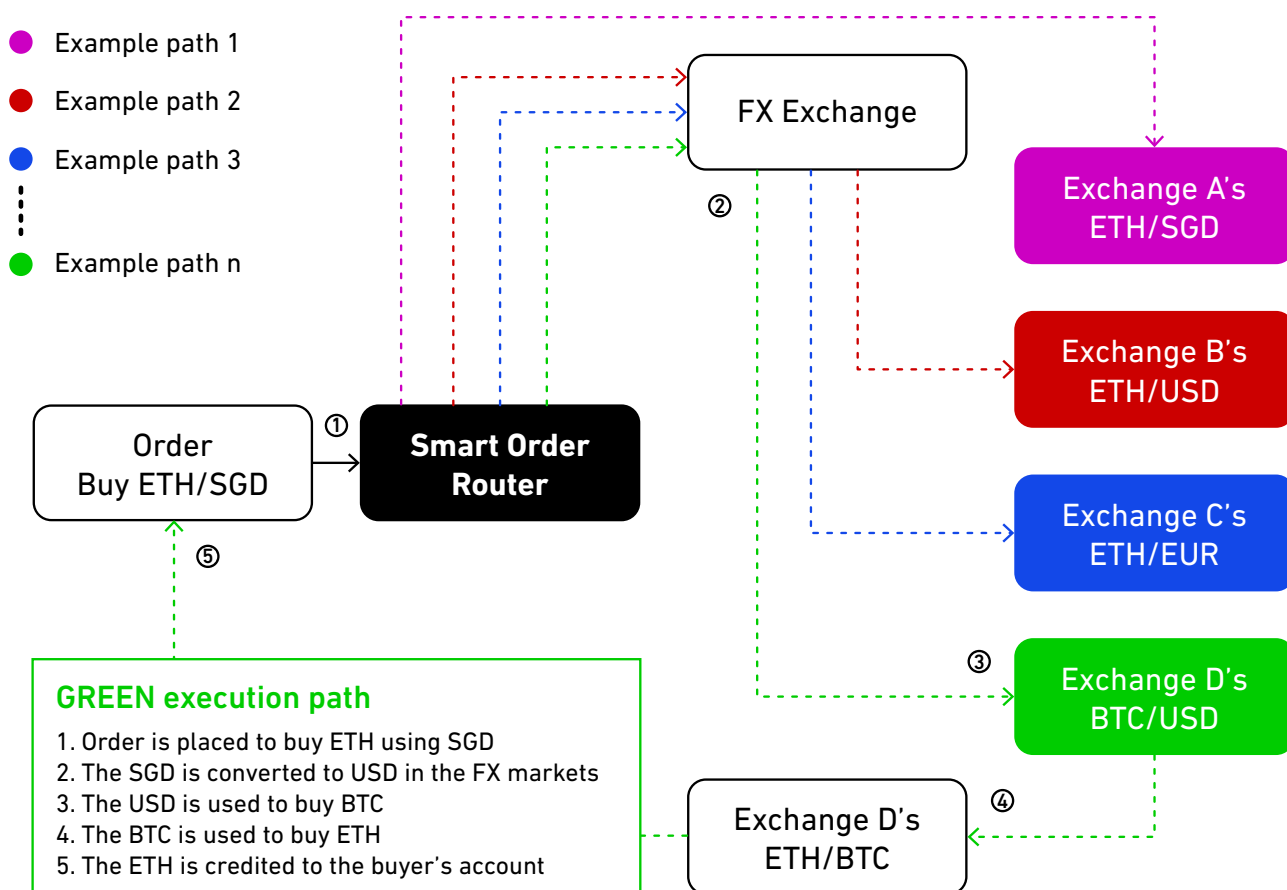 Example path 1
Example path 2
Example path 3
Example path n
FX Exchange
②
Exchange A’s
ETH/SGD
Exchange B’s
ETH/USD
Order
Buy ETH/SGD
①
Smart Order
Router
Exchange C’s
ETH/EUR
⑤
③
Exchange D’s
BTC/USD
GREEN execution path
1. Order is placed to buy ETH using SGD
2. The SGD is converted to USD in the FX markets
3. The USD is used to buy BTC
4. The BTC is used to buy ETH
5. The ETH is credited to the buyer’s account
④
Exchange D’s
ETH/BTC